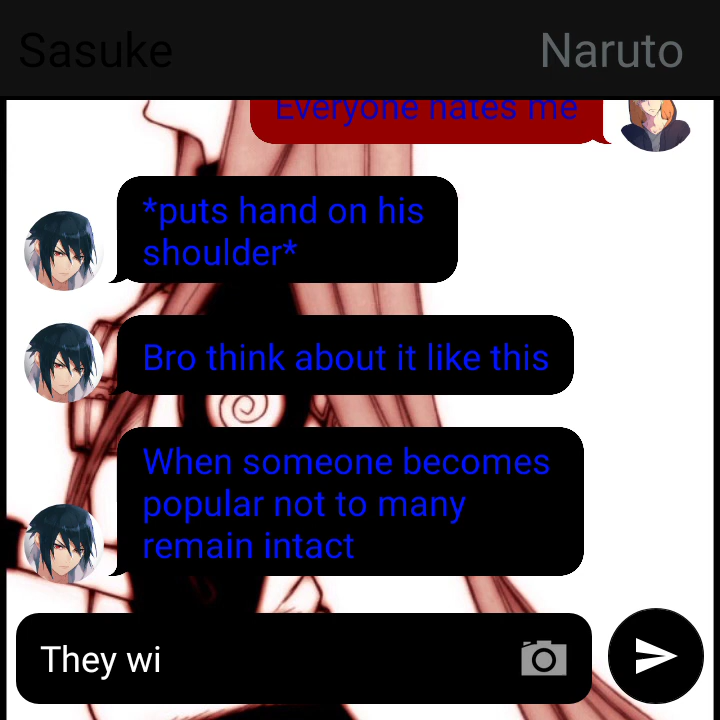 Sasuke
Naruto
Everyone hates me
*puts hand on his
shoulder*
Bro think about it like this
When someone becomes
popular not to many
remain intact
They wi